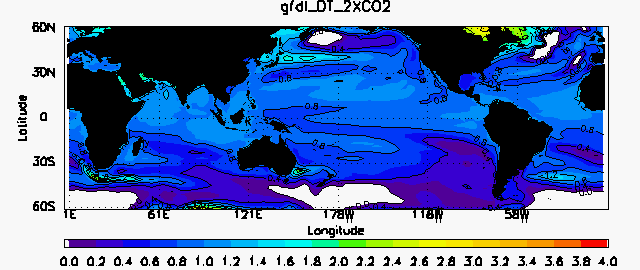 gfdl_DT_2XCO2
60N
30N
0
30S
60S
Latitude
1E 61E 121E 178W 118W 58W
Longitude
0.0 0.2 0.4 0.6 0.8 1.0 1.2 1.4 1.6 1.8 2.0 2.2 2.4 2.6 2.8 3.0 3.2 3.4 3.6 3.8 4.0